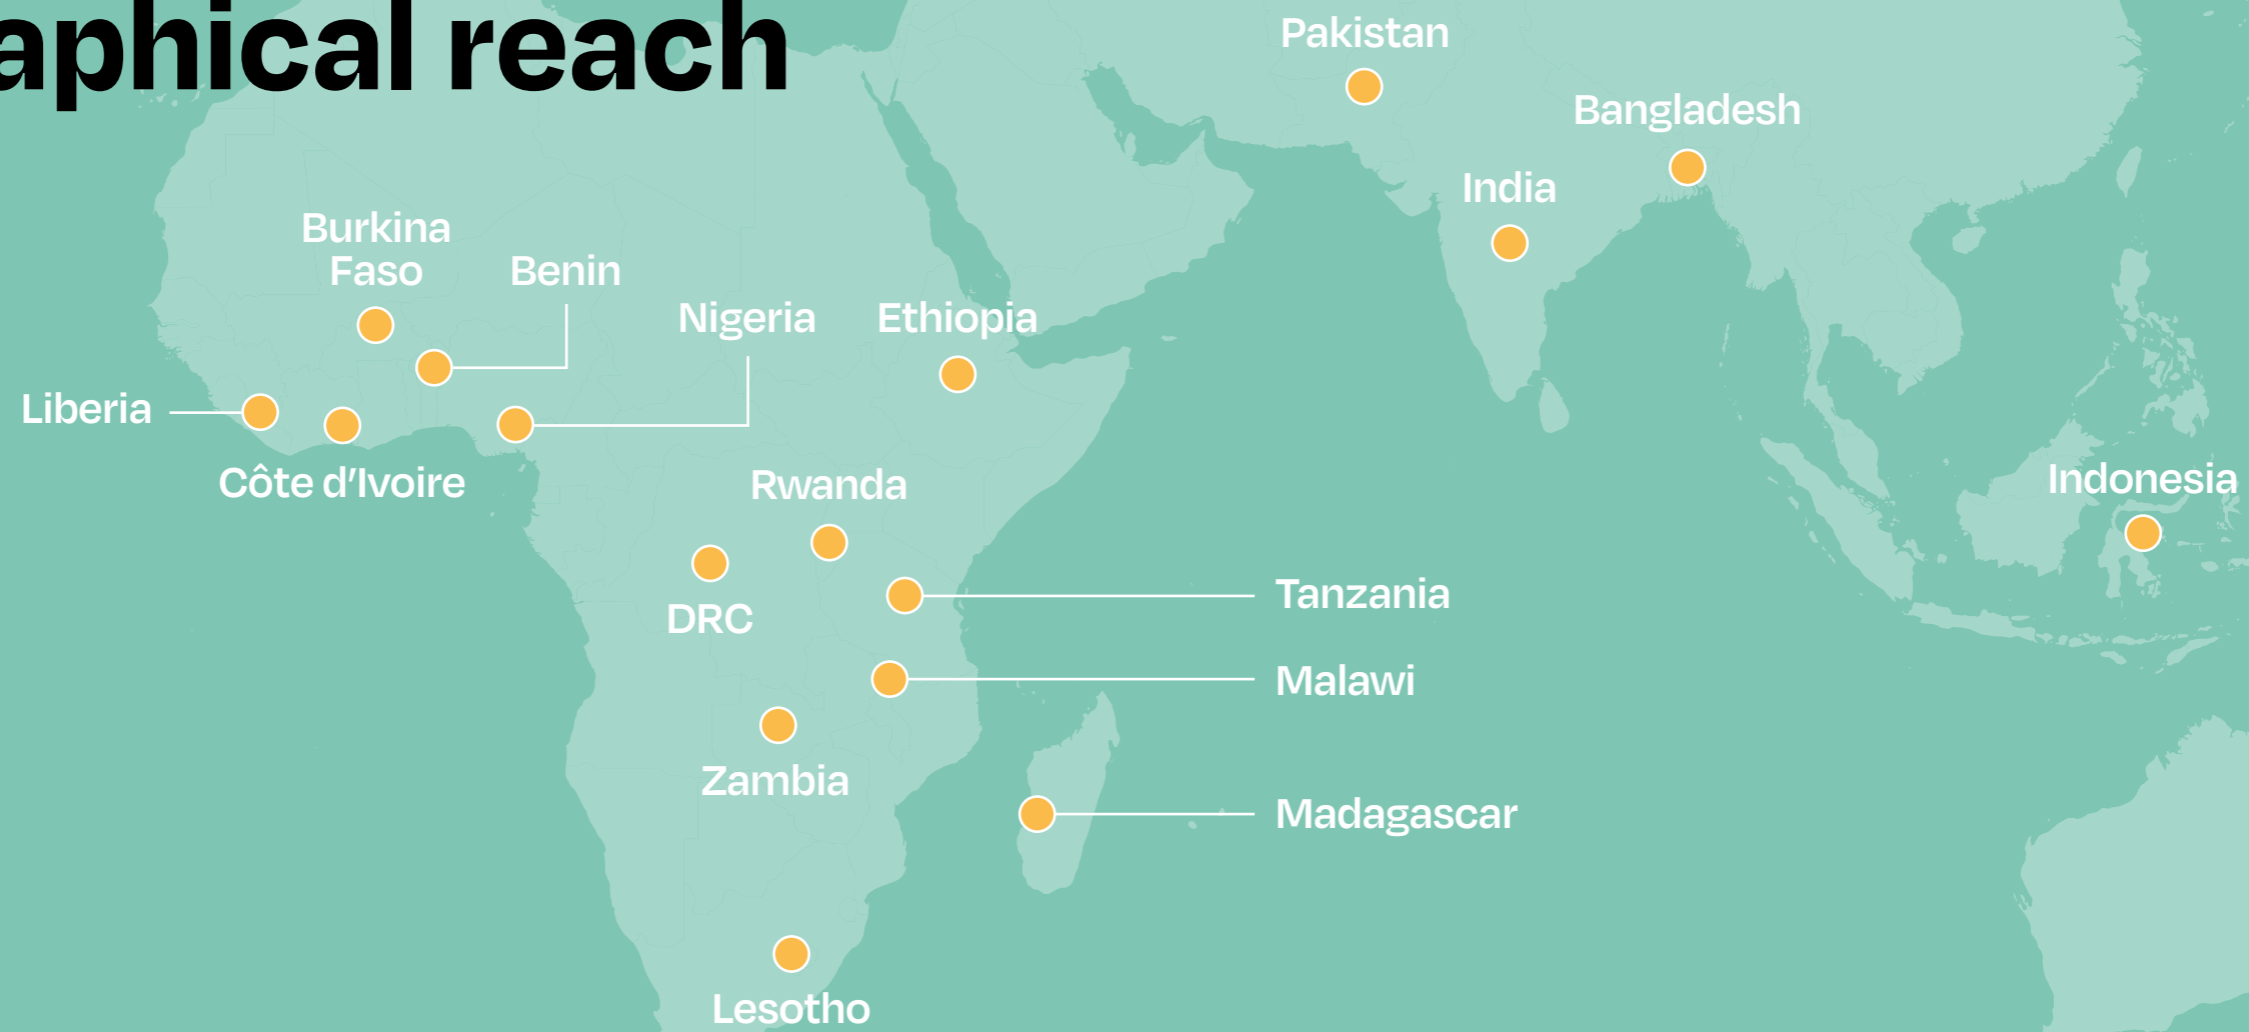 aphical reach
Pakistan
Bangladesh
India
Burkina
Faso
Benin
Nigeria
Ethiopia
Liberia
Côte d'Ivoire
Rwanda
Indonesia
DRC
Tanzania
Malawi
Zambia
Madagascar
Lesotho